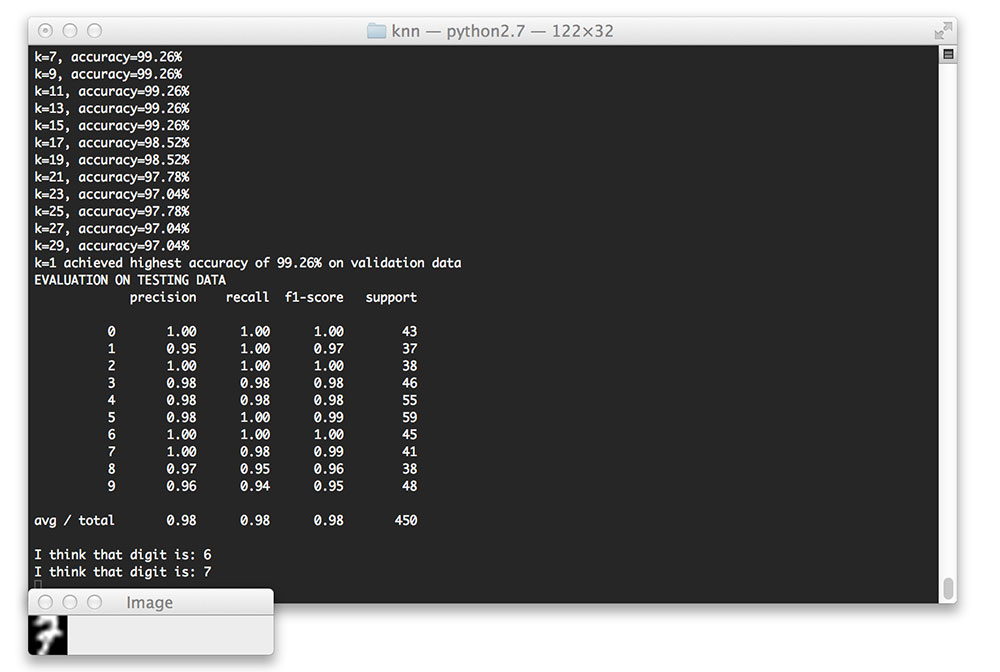 knn — python2.7 — 122×32
k=7, accuracy=99.26%
k=9, accuracy=99.26%
k=11, accuracy=99.26%
k=13, accuracy=99.26%
k=15, accuracy=99.26%
k=17, accuracy=98.52%
k=19, accuracy=98.52%
k=21, accuracy=97.78%
k=23, accuracy=97.04%
k=25, accuracy=97.78%
k=27, accuracy=97.04%
k=29, accuracy=97.04%
k=1 achieved highest accuracy of 99.26% on validation data
EVALUATION ON TESTING DATA
precision recall f1-score support
0 1.00 1.00 1.00 43
1 0.95 1.00 0.97 37
2 1.00 1.00 1.00 38
3 0.98 0.98 0.98 46
4 0.98 0.98 0.98 55
5 0.98 1.00 0.99 59
6 1.00 1.00 1.00 45
7 1.00 0.98 0.99 41
8 0.97 0.95 0.96 38
9 0.96 0.94 0.95 48
avg / total 0.98 0.98 0.98 450
I think that digit is: 6
I think that digit is: 7
Image
7